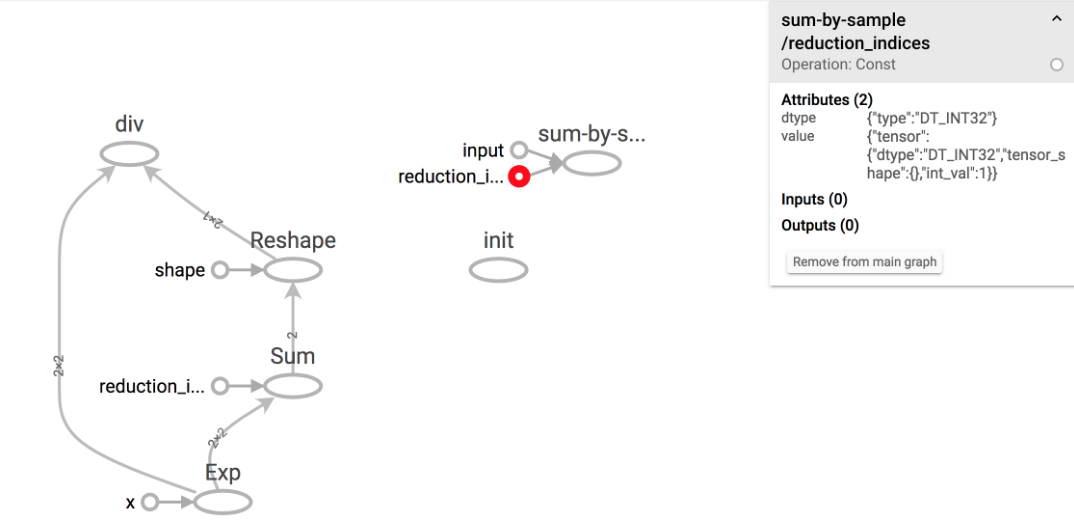 div
2×1
Reshape
shape
2
2×2
Sum
reduction_i...
2×2
Exp
x
input
sum-by-s...
reduction_i...
init
sum-by-sample
/reduction_indices
Operation: Const
Attributes (2)
dtype {"type":"DT_INT32"}
value {"tensor":
{"dtype":"DT_INT32","tensor_s
hape":{},"int_val":1}}
Inputs (0)
Outputs (0)
Remove from main graph